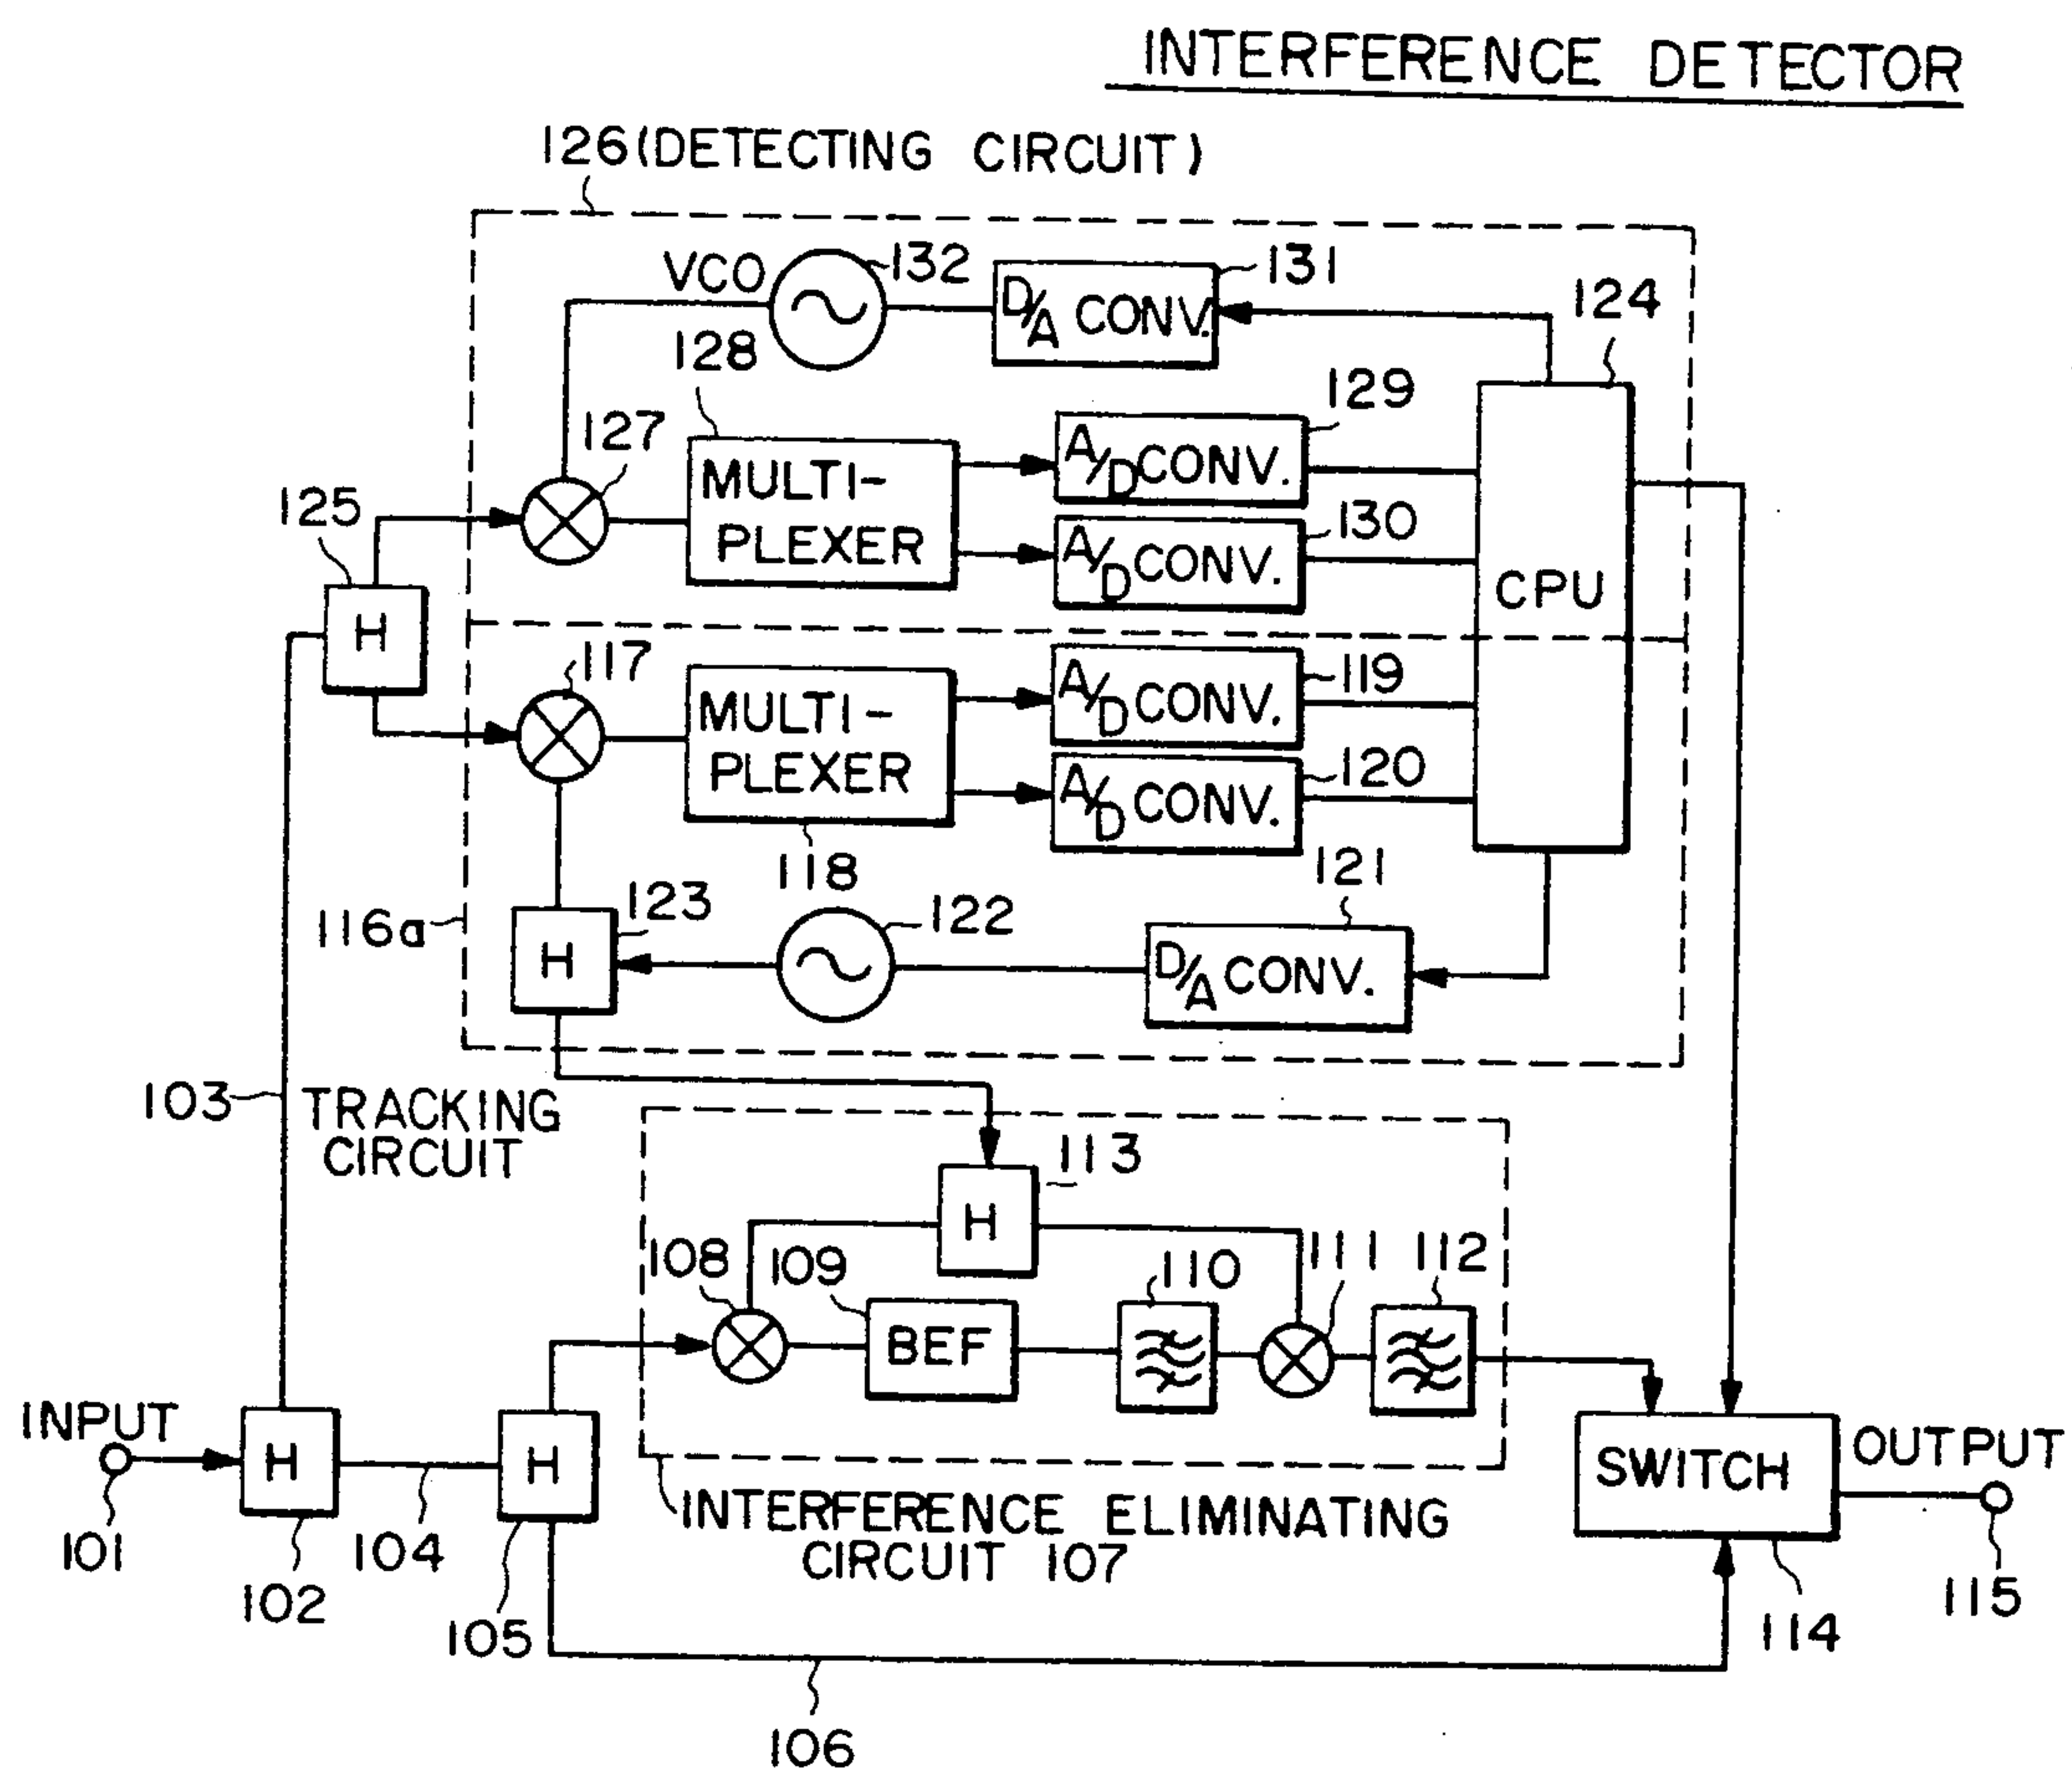 INTERFERENCE DETECTOR
126 (DETECTING CIRCUIT)
VCO
132
D/A CONV.
131
124
128
129
127
MULTI-
PLEXER
A/D CONV.
125
130
A/D CONV.
CPU
H
117
MULTI-
PLEXER
A/D CONV.
119
A/D CONV.
120
118
121
116a
123
122
H
D/A CONV.
103
TRACKING
CIRCUIT
113
H
108
109
110
111
112
BEF
INPUT
H
H
SWITCH
OUTPUT
101
102
104
105
INTERFERENCE ELIMINATING
CIRCUIT 107
114
115
106